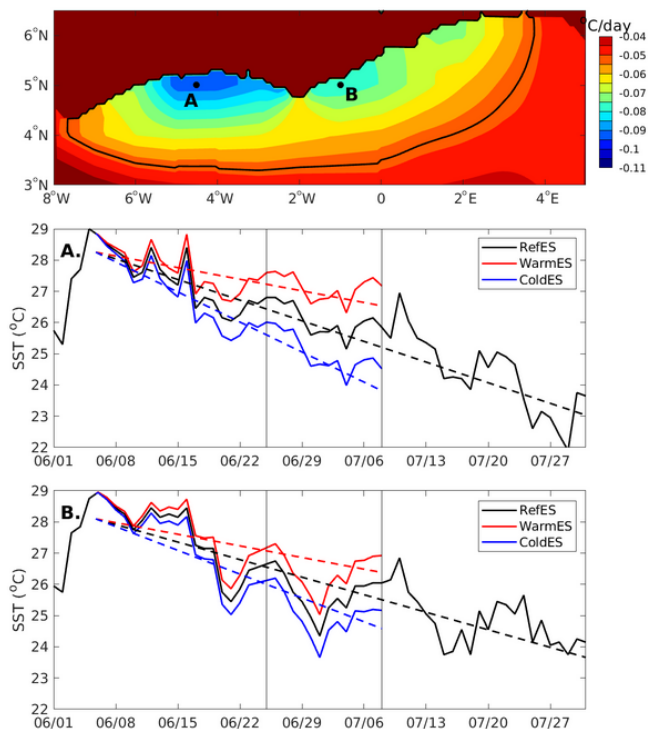 °C/day
6°N
5°N
4°N
3°N
A
B
-0.04
-0.05
-0.06
-0.07
-0.08
-0.09
-0.1
-0.11
8°W 6°W 4°W 2°W 0 2°E 4°E
A.
SST (°C)
29
28
27
26
25
24
23
22
RefES
WarmES
ColdES
06/01 06/08 06/15 06/22 06/29 07/06 07/13 07/20 07/27
B.
SST (°C)
29
28
27
26
25
24
23
22
RefES
WarmES
ColdES
06/01 06/08 06/15 06/22 06/29 07/06 07/13 07/20 07/27